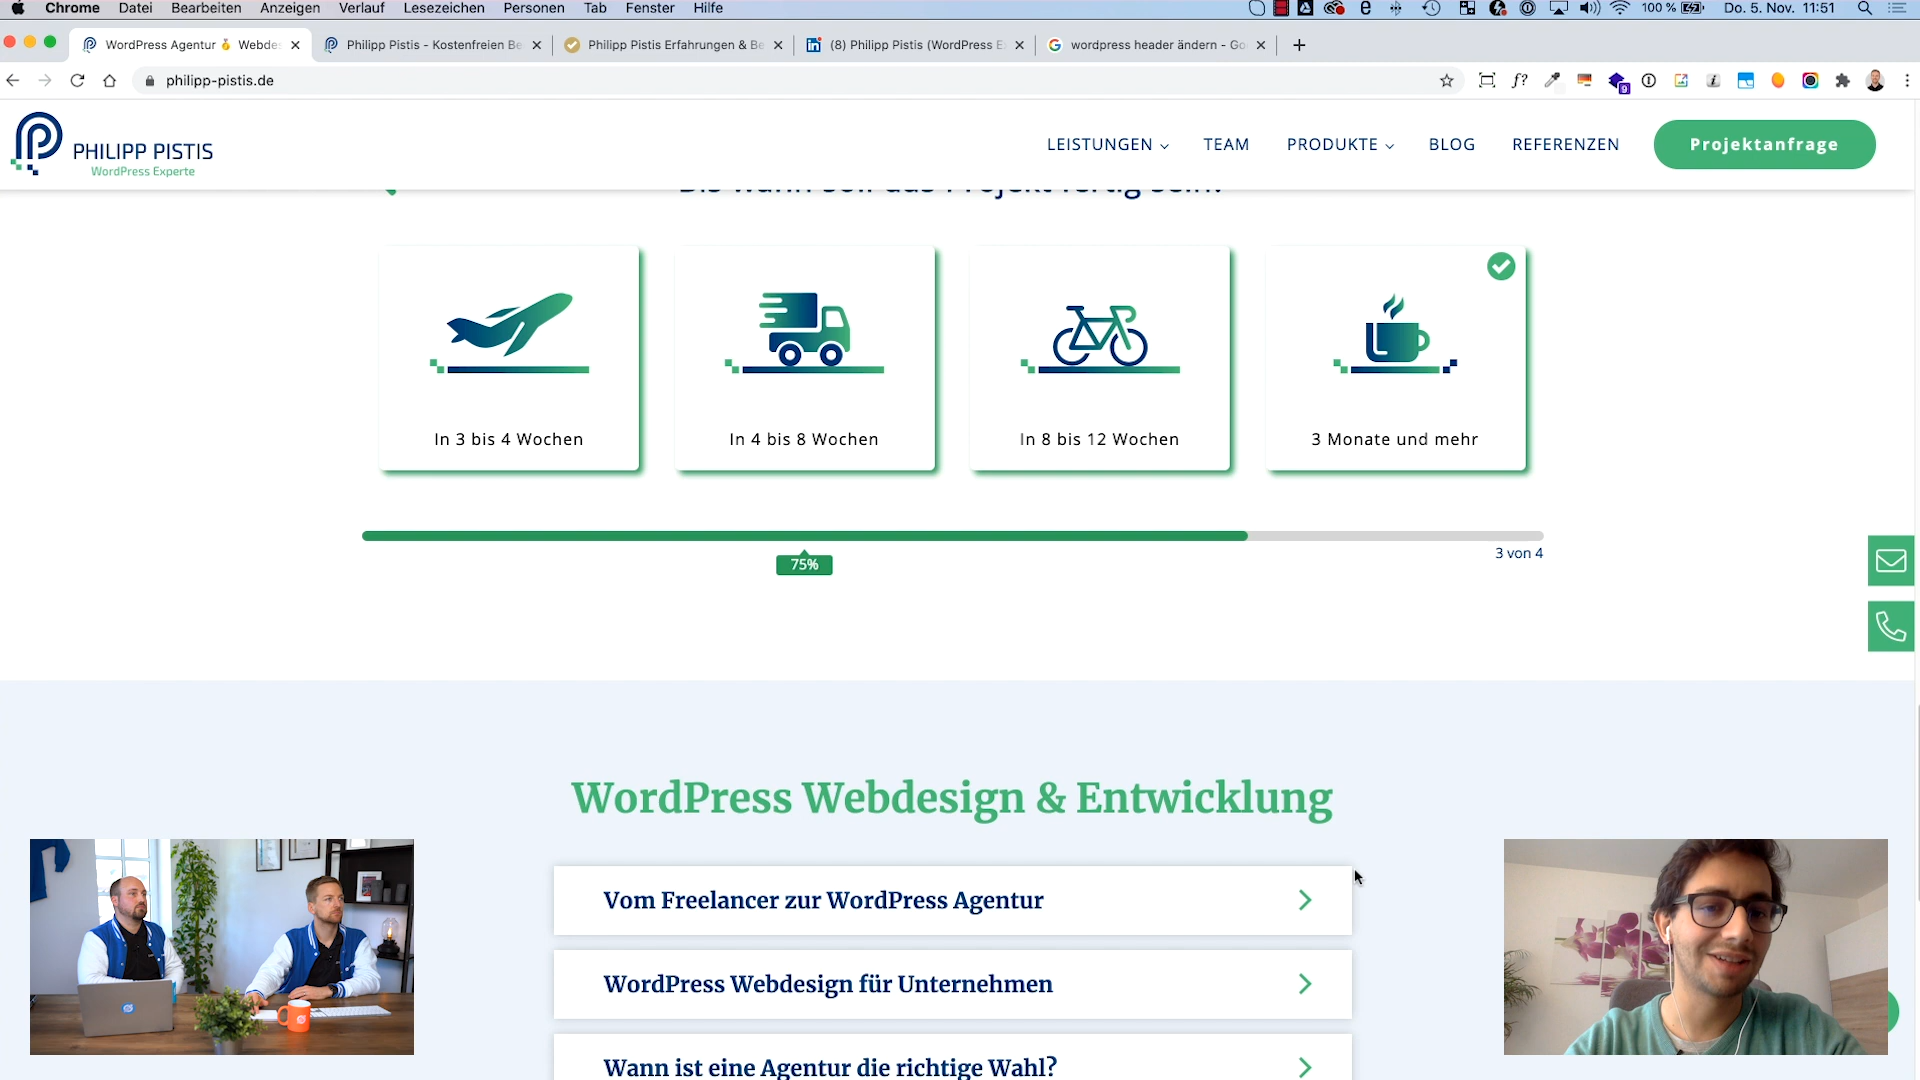 Chrome Datei Bearbeiten Anzeigen Verlauf Lesezeichen Personen Tab Fenster Hilfe 100 % Do. 5. Nov. 11:51
WordPress Agentur 🥇 Webde
Philipp Pistis - Kostenfreien Be
Philipp Pistis Erfahrungen & Be
(8) Philipp Pistis (WordPress E
wordpress header ändern - Go
philipp-pistis.de
f?
9
PHILIPP PISTIS
WordPress Experte
LEISTUNGEN TEAM PRODUKTE BLOG REFERENZEN Projektanfrage
Bis wann soll das Projekt fertig sein?
In 3 bis 4 Wochen
In 4 bis 8 Wochen
In 8 bis 12 Wochen
3 Monate und mehr
75%
3 von 4
WordPress Webdesign & Entwicklung
Vom Freelancer zur WordPress Agentur
WordPress Webdesign für Unternehmen
Wann ist eine Agentur die richtige Wahl?